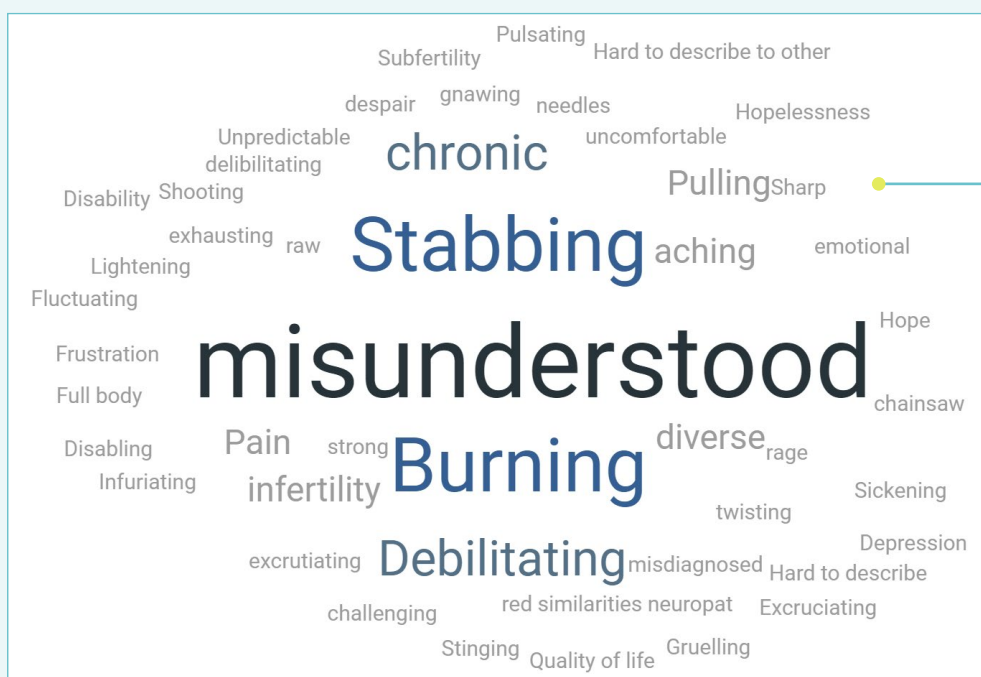 Pulsating
Subfertility
Hard to describe to other
despair
gnawing
needles
Hopelessness
Unpredictable
chronic
uncomfortable
delibilitating
Pulling
Sharp
Disability
Shooting
exhausting
raw
Stabbing
aching
emotional
Lightening
Fluctuating
Hope
Frustration
misunderstood
Full body
chainsaw
Disabling
Pain
strong
Burning
diverse
rage
Infuriating
infertility
Sickening
twisting
excrutiating
Debilitating
misdiagnosed
Depression
Hard to describe
challenging
red similarities neuropat
Excruciating
Stinging
Quality of life
Gruelling